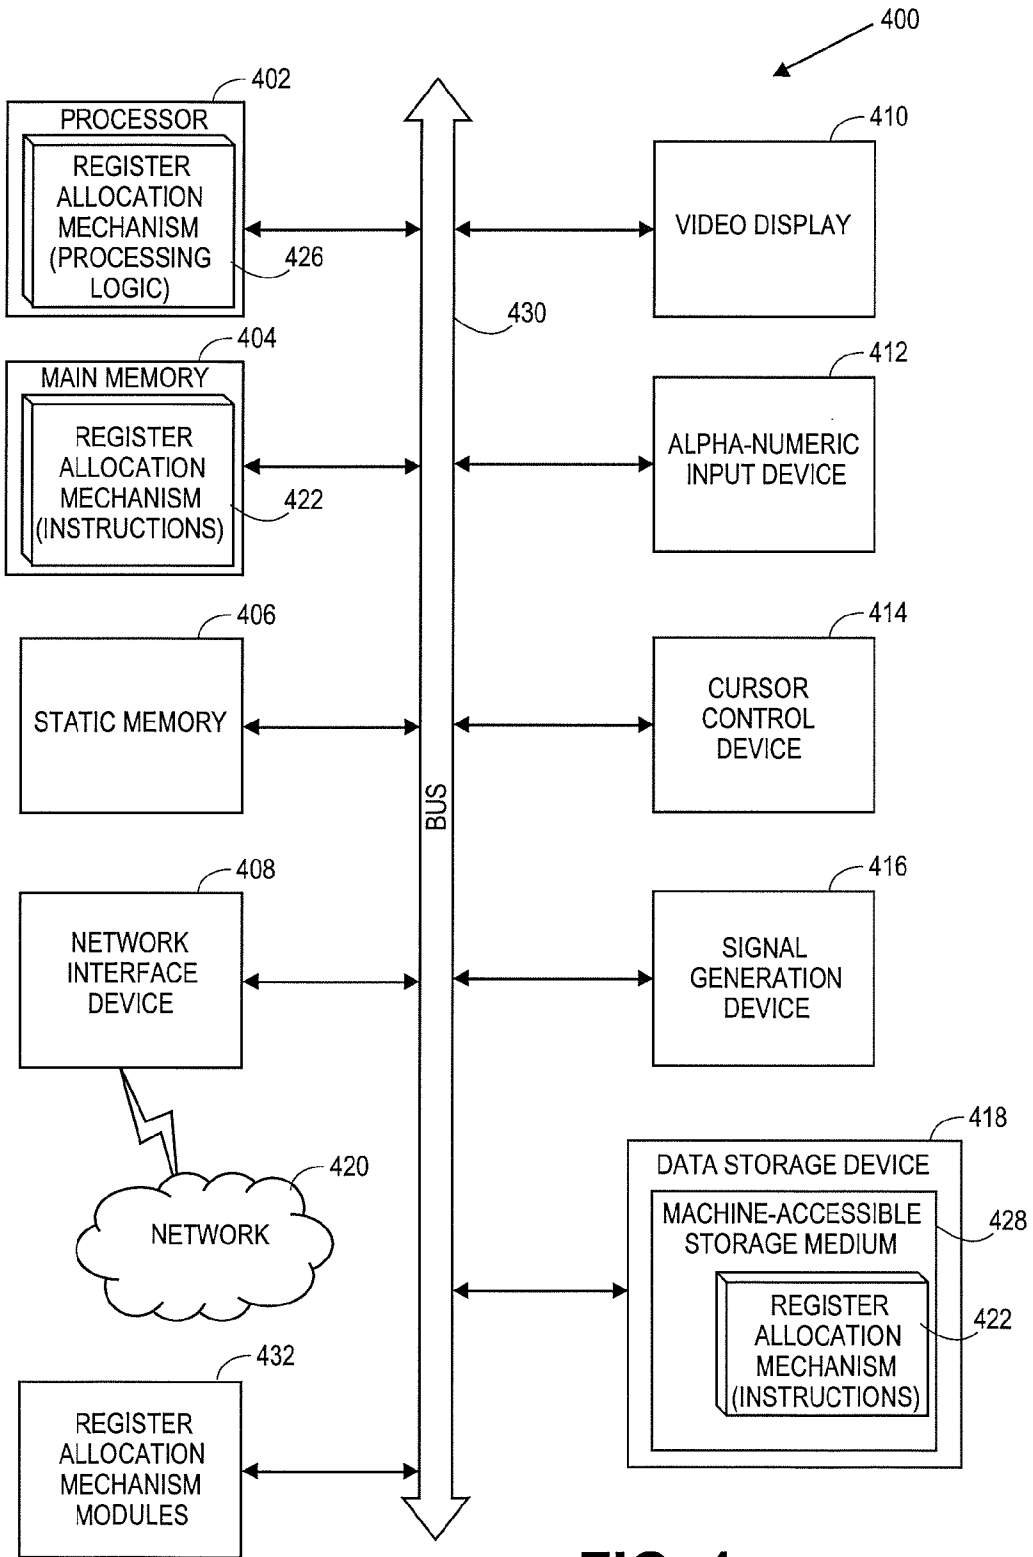 400
402
PROCESSOR
REGISTER
ALLOCATION
MECHANISM
(PROCESSING
LOGIC)
426
410
VIDEO DISPLAY
430
404
MAIN MEMORY
REGISTER
ALLOCATION
MECHANISM
(INSTRUCTIONS)
422
412
ALPHA-NUMERIC
INPUT DEVICE
406
STATIC MEMORY
414
CURSOR
CONTROL
DEVICE
BUS
408
NETWORK
INTERFACE
DEVICE
416
SIGNAL
GENERATION
DEVICE
420
NETWORK
418
DATA STORAGE DEVICE
MACHINE-ACCESSIBLE
STORAGE MEDIUM
428
REGISTER
ALLOCATION
MECHANISM
(INSTRUCTIONS)
422
432
REGISTER
ALLOCATION
MECHANISM
MODULES